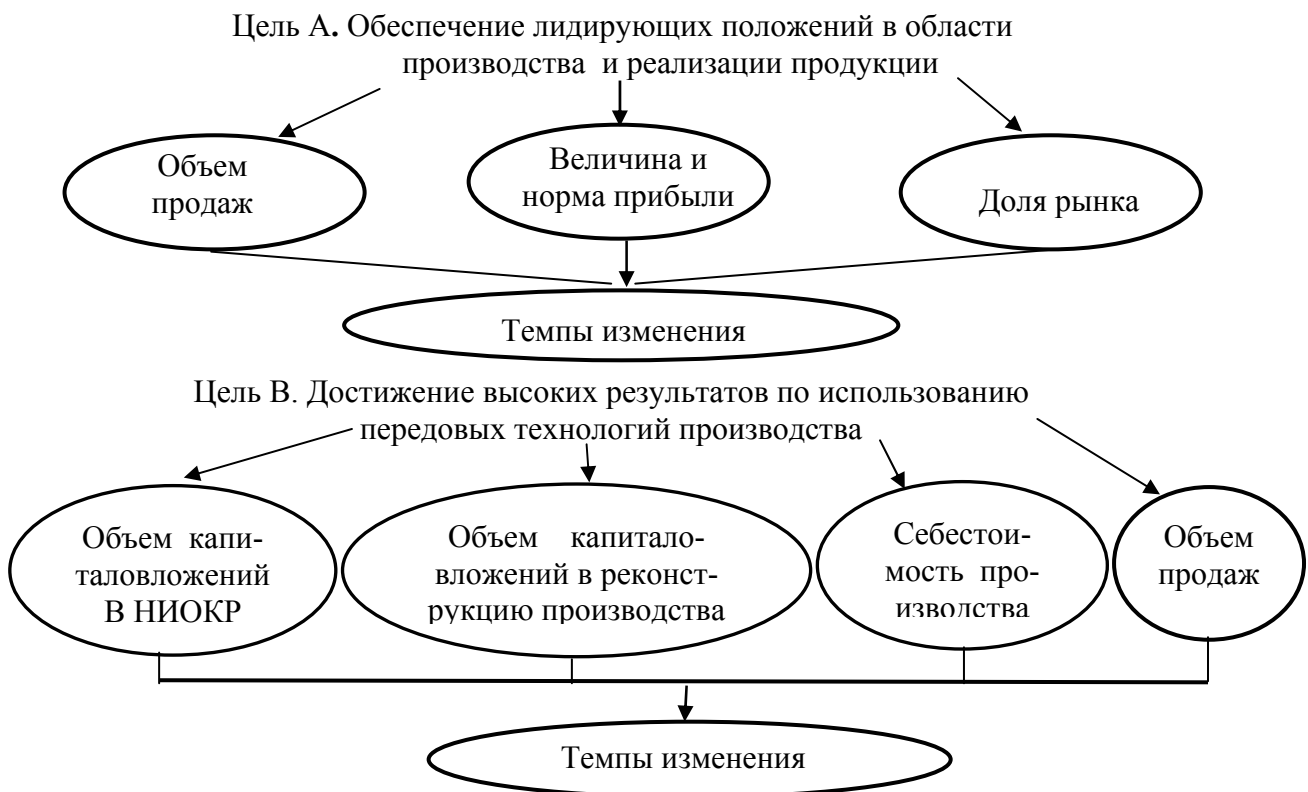 Цель А. Обеспечение лидирующих положений в области
производства и реализации продукции
Объем
продаж
Величина и
норма прибыли
Доля рынка
Темпы изменения
Цель В. Достижение высоких результатов по использованию
передовых технологий производства
Объем капи-
таловложений
В НИОКР
Объем капитало-
вложений в реконст-
рукцию производства
Себестои-
мость про-
изводства
Объем
продаж
Темпы изменения